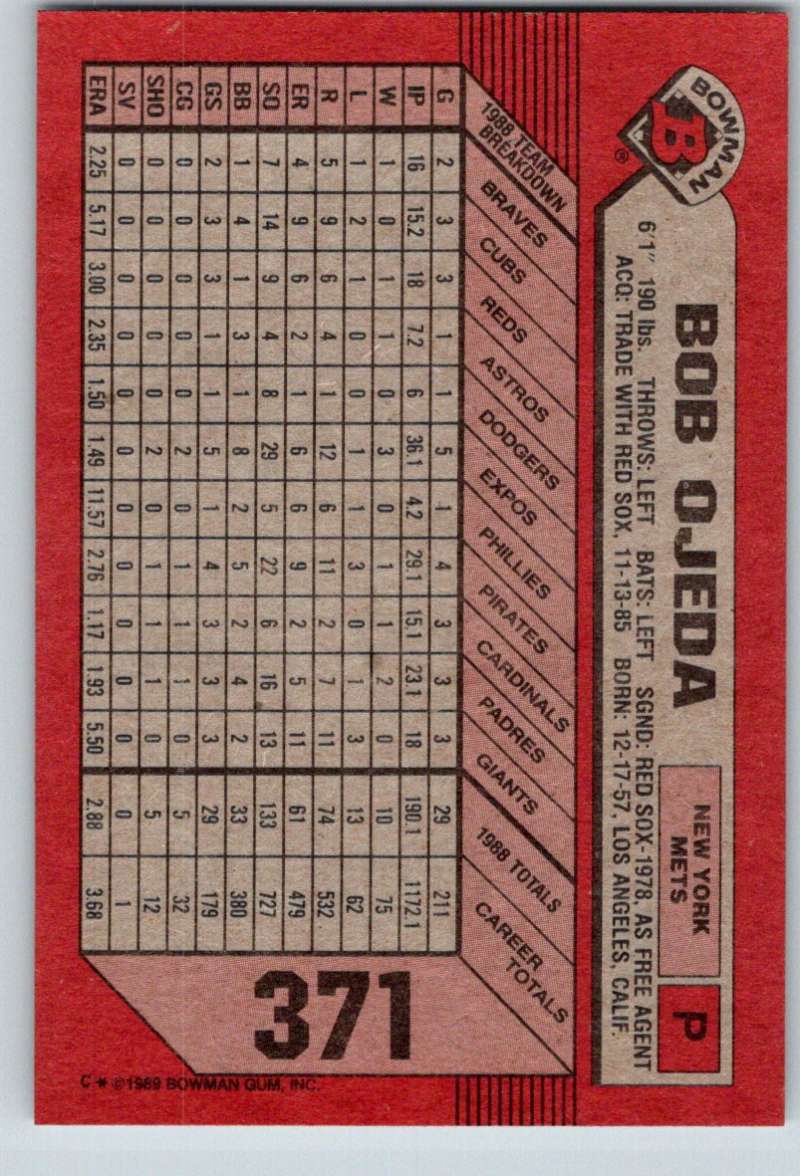 BOWMAN
B
®
BOB OJEDA
NEW YORK
METS
P
6'1" 190 lbs. THROWS: LEFT BATS: LEFT SGND: RED SOX-1978, AS FREE AGENT
ACQ: TRADE WITH RED SOX, 11-13-85 BORN: 12-17-57, LOS ANGELES, CALIF.
1988 TEAM
BREAKDOWN
BRAVES
CUBS
REDS
ASTROS
DODGERS
EXPOS
PHILLIES
PIRATES
CARDINALS
PADRES
GIANTS
1988 TOTALS
CAREER
TOTALS
G 2 3 3 1 1 5 1 4 3 3 3 29 211
IP 16 15.2 18 7.2 6 36.1 4.2 29.1 15.1 23.1 18 190.1 1172.1
W 1 0 1 1 0 3 0 1 1 2 0 10 75
L 1 2 1 0 0 1 1 3 0 1 3 13 62
R 5 9 6 4 1 12 6 11 2 7 11 74 532
ER 4 9 6 2 1 6 6 9 2 5 11 61 479
SO 7 14 9 4 8 29 5 22 6 16 13 133 727
BB 1 4 1 3 1 8 2 5 2 4 2 33 380
GS 2 3 3 1 1 5 1 4 3 3 3 29 179
CG 0 0 0 0 0 2 0 1 1 1 0 5 32
SHO 0 0 0 0 0 2 0 1 1 1 0 5 12
SV 0 0 0 0 0 0 0 0 0 0 0 0 1
ERA 2.25 5.17 3.00 2.35 1.50 1.49 11.57 2.76 1.17 1.93 5.50 2.88 3.68
371
C * ©1989 BOWMAN GUM, INC.